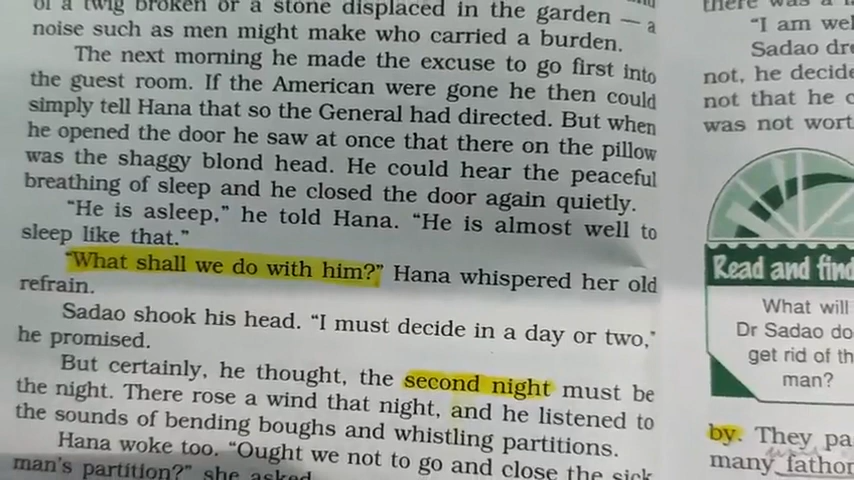 of a twig broken or a stone displaced in the garden — a
noise such as men might make who carried a burden.
The next morning he made the excuse to go first into
the guest room. If the American were gone he then could
simply tell Hana that so the General had directed. But when
he opened the door he saw at once that there on the pillow
was the shaggy blond head. He could hear the peaceful
breathing of sleep and he closed the door again quietly.
"He is asleep," he told Hana. "He is almost well to
sleep like that."
"What shall we do with him?" Hana whispered her old
refrain.
Sadao shook his head. "I must decide in a day or two,"
he promised.
But certainly, he thought, the second night must be
the night. There rose a wind that night, and he listened to
the sounds of bending boughs and whistling partitions.
Hana woke too. "Ought we not to go and close the sick
man's partition?" she asked.
there was a
"I am wel
Sadao dre
not, he decide
not that he c
was not wort
Read and find
What will
Dr Sadao do
get rid of th
man?
by. They pa
many fathom